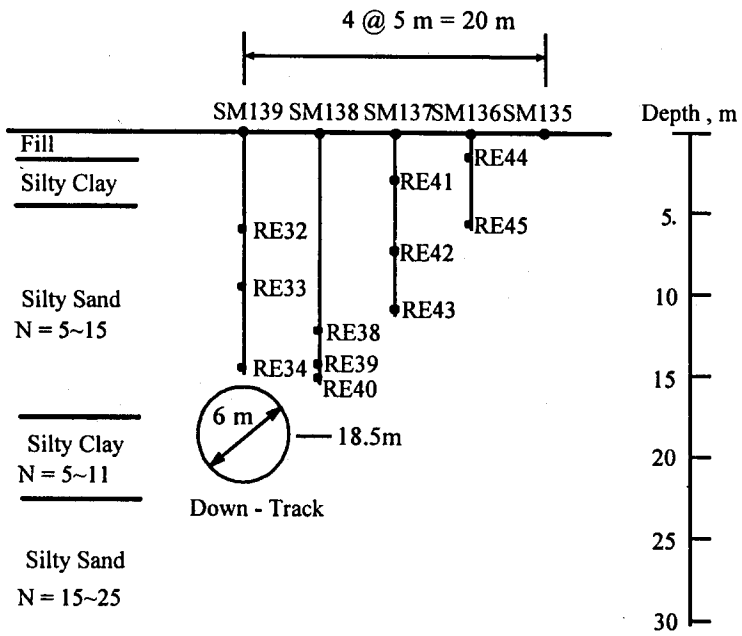 4 @ 5 m = 20 m
SM139 SM138 SM137 SM136 SM135
Depth , m
Fill
Silty Clay
Silty Sand
N = 5~15
Silty Clay
N = 5~11
Silty Sand
N = 15~25
RE32
RE33
RE34
RE38
RE39
RE40
RE41
RE42
RE43
RE44
RE45
6 m
18.5m
Down - Track
5.
10
15
20
25
30